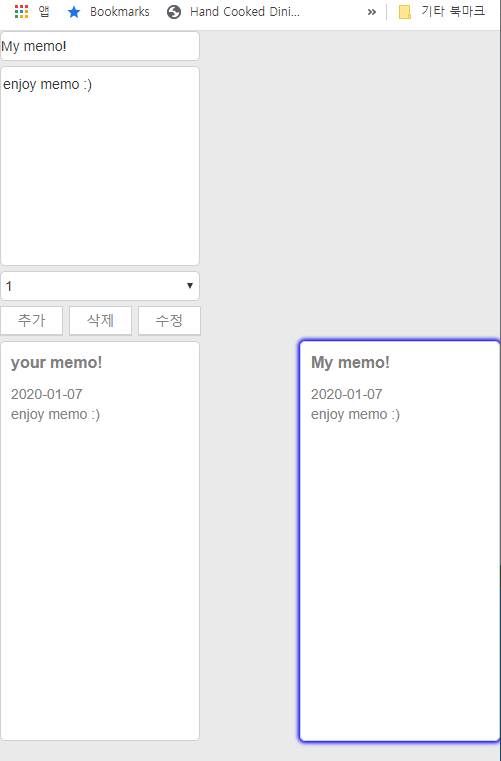 앱 Bookmarks Hand Cooked Dini... » 기타 북마크
My memo!
enjoy memo :)
1
추가 삭제 수정
your memo!
2020-01-07
enjoy memo :)
My memo!
2020-01-07
enjoy memo :)